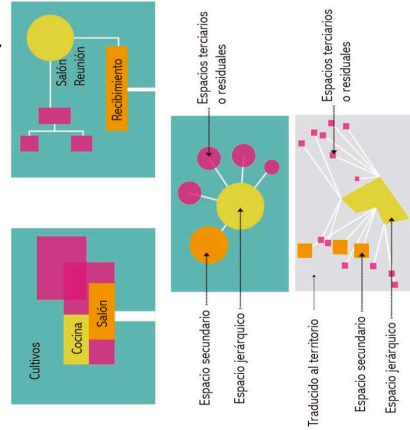 Cultivos
Cocina
Salón
Salón
Reunión
Recibimiento
Espacio secundario
Espacio jerárquico
Espacios terciarios
o residuales
Traducido al territorio
Espacio secundario
Espacio jerárquico
Espacios terciarios
o residuales